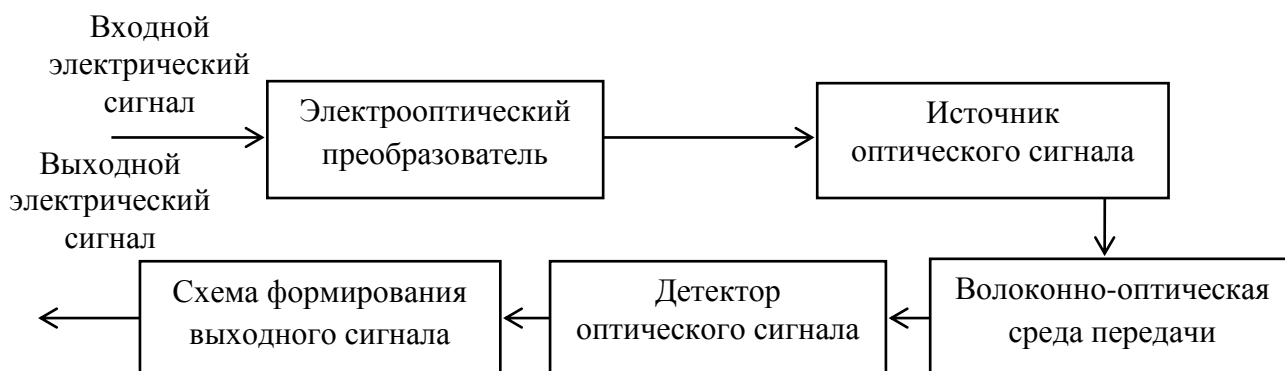 Входной
электрический
сигнал
Электрооптический
преобразователь
Источник
оптического сигнала
Выходной
электрический
сигнал
Схема формирования
выходного сигнала
Детектор
оптического сигнала
Волоконно-оптическая
среда передачи